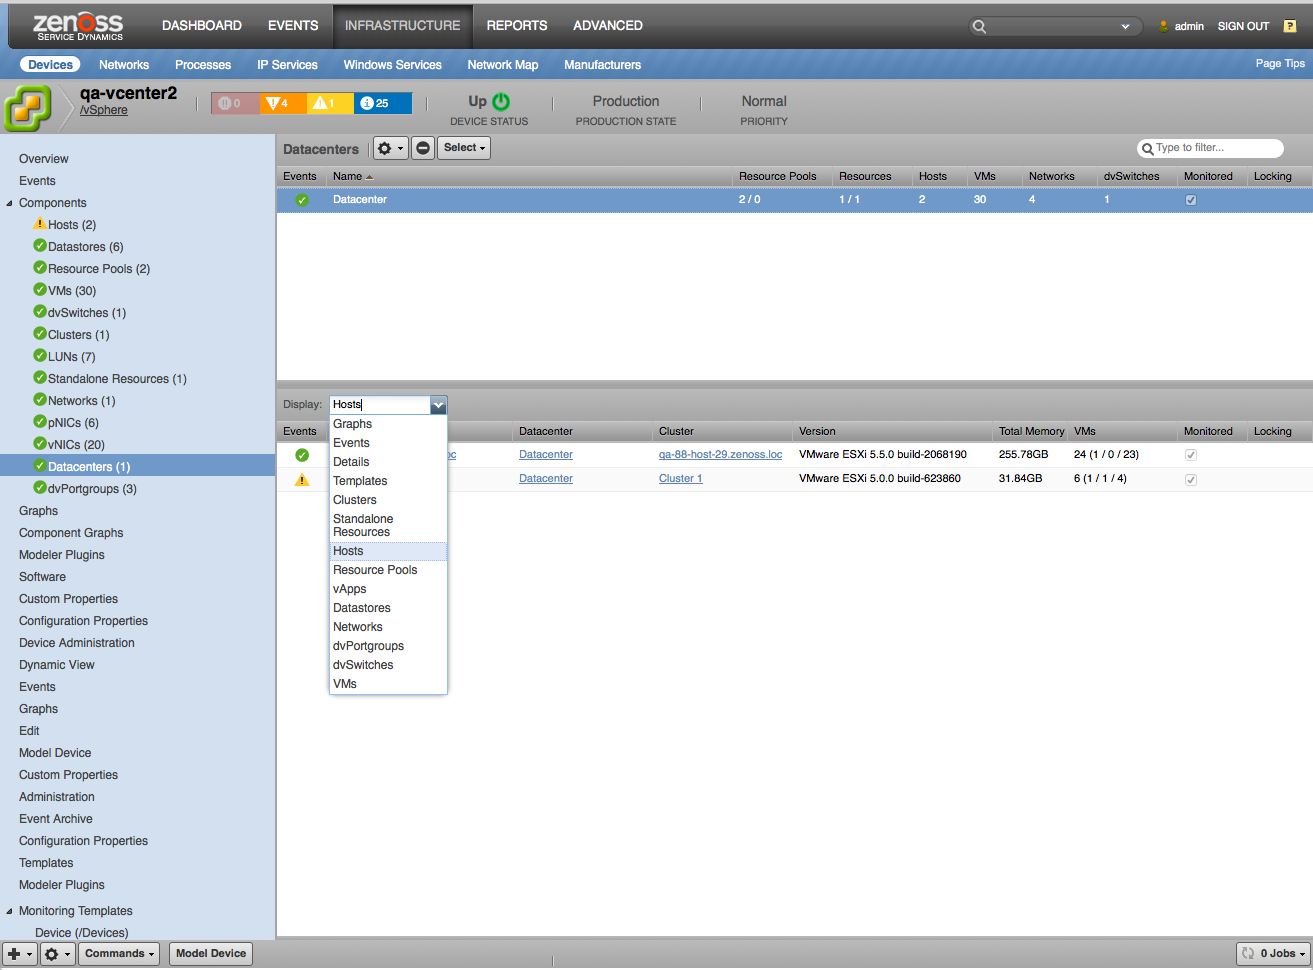 zenoss
SERVICE DYNAMICS
DASHBOARD EVENTS INFRASTRUCTURE REPORTS ADVANCED
admin SIGN OUT ?
Devices Networks Processes IP Services Windows Services Network Map Manufacturers Page Tips
qa-vcenter2
/vSphere
0 4 1 25
Up
DEVICE STATUS
Production
PRODUCTION STATE
Normal
PRIORITY
Overview
Events
Components
Hosts (2)
Datastores (6)
Resource Pools (2)
VMs (30)
dvSwitches (1)
Clusters (1)
LUNs (7)
Standalone Resources (1)
Networks (1)
pNICs (6)
vNICs (20)
Datacenters (1)
dvPortgroups (3)
Graphs
Component Graphs
Modeler Plugins
Software
Custom Properties
Configuration Properties
Device Administration
Dynamic View
Events
Graphs
Edit
Model Device
Custom Properties
Administration
Event Archive
Configuration Properties
Templates
Modeler Plugins
Monitoring Templates
Device (/Devices)
Datacenters Select Type to filter...
Events Name Resource Pools Resources Hosts VMs Networks dvSwitches Monitored Locking
Datacenter 2 / 0 1 / 1 2 30 4 1
Display: Hosts
Events Datacenter Cluster Version Total Memory VMs Monitored Locking
oc Datacenter qa-88-host-29.zenoss.loc VMware ESXi 5.5.0 build-2068190 255.78GB 24 (1 / 0 / 23)
Datacenter Cluster 1 VMware ESXi 5.0.0 build-623860 31.84GB 6 (1 / 1 / 4)
Graphs
Events
Details
Templates
Clusters
Standalone
Resources
Hosts
Resource Pools
vApps
Datastores
Networks
dvPortgroups
dvSwitches
VMs
Commands Model Device 0 Jobs